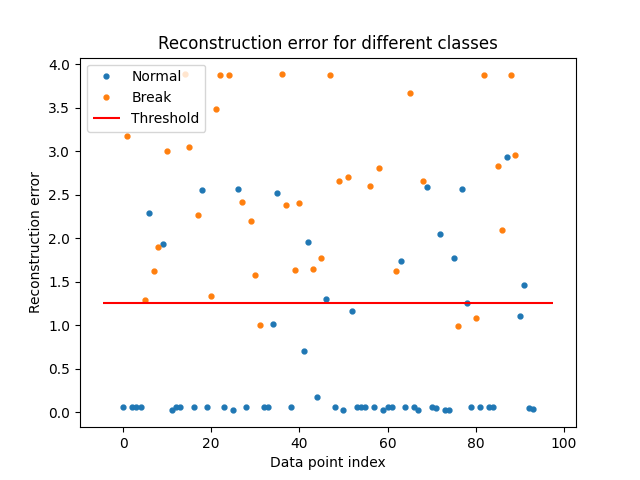 Reconstruction error for different classes
Normal
Break
Threshold
Reconstruction error
4.0
3.5
3.0
2.5
2.0
1.5
1.0
0.5
0.0
0 20 40 60 80 100
Data point index